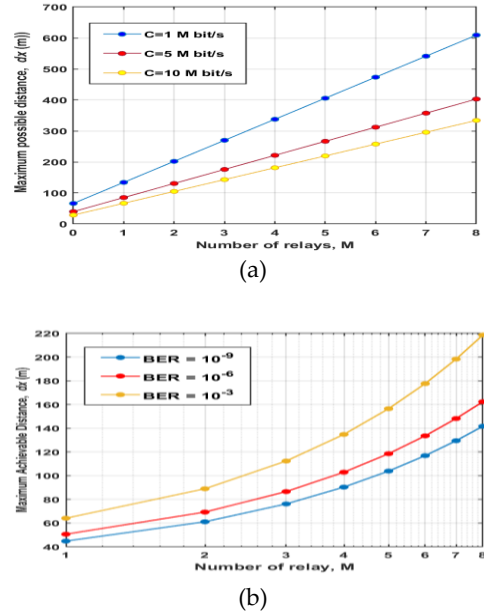 700
600
500
400
300
200
100
0
Maximum possible distance, dx (m))
C=1 M bit/s
C=5 M bit/s
C=10 M bit/s
0 1 2 3 4 5 6 7 8
Number of relays, M
(a)
220
200
180
160
140
120
100
80
60
40
Maximum Achievable Distance, dx (m)
BER = 10⁻⁹
BER = 10⁻⁶
BER = 10⁻³
1 2 3 4 5 6 7 8
Number of relay, M
(b)